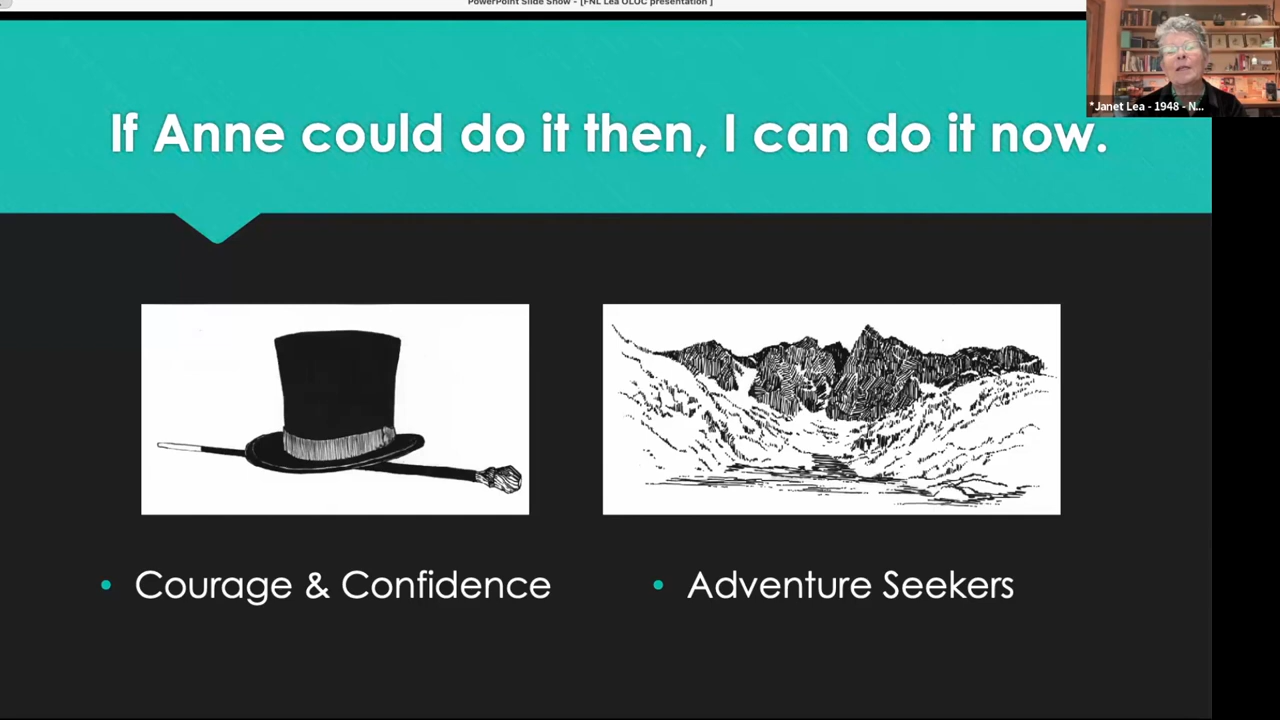 PowerPoint Slide Show - [FNL Lea OLOC presentation ]
*Janet Lea - 1948 - N...
If Anne could do it then, I can do it now.
• Courage & Confidence
• Adventure Seekers